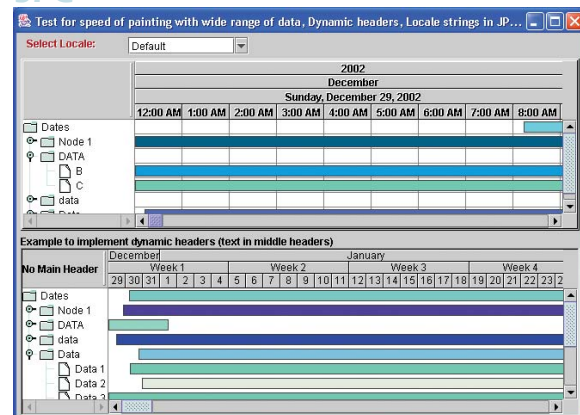 Test for speed of painting with wide range of data, Dynamic headers, Locale strings in JP...
Select Locale:
Default
2002
December
Sunday, December 29, 2002
12:00 AM 1:00 AM 2:00 AM 3:00 AM 4:00 AM 5:00 AM 6:00 AM 7:00 AM 8:00 AM
Dates
Node 1
DATA
B
C
data
Example to implement dynamic headers (text in middle headers)
No Main Header
December January
Week 1 Week 2 Week 3 Week 4
29 30 31 1 2 3 4 5 6 7 8 9 10 11 12 13 14 15 16 17 18 19 20 21 22 23 2
Dates
Node 1
DATA
data
Data
Data 1
Data 2
Data 3